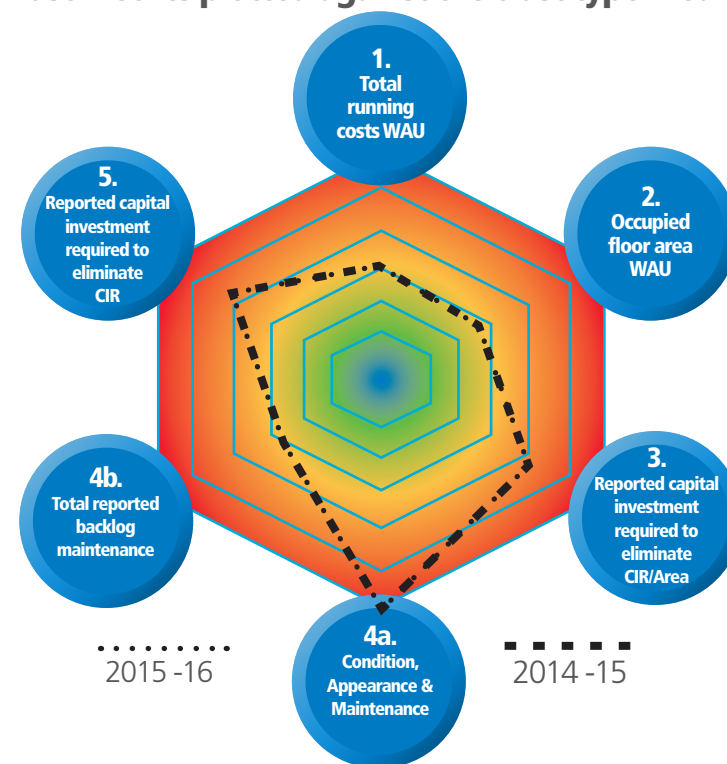 1.
Total
running
costs WAU
2.
Occupied
floor area
WAU
3.
Reported capital
investment
required to
eliminate
CIR/Area
4a.
Condition,
Appearance &
Maintenance
4b.
Total reported
backlog
maintenance
5.
Reported capital
investment
required to
eliminate
CIR
2015 -16
2014 -15